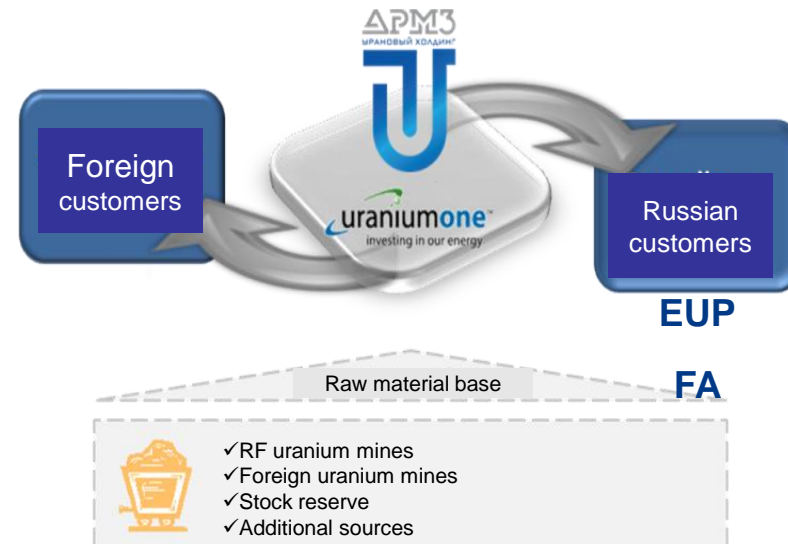 АРМЗ
УРАНОВЫЙ ХОЛДИНГ
Foreign
customers
uraniumone™
investing in our energy
Russian
customers
EUP
FA
Raw material base
✓RF uranium mines
✓Foreign uranium mines
✓Stock reserve
✓Additional sources